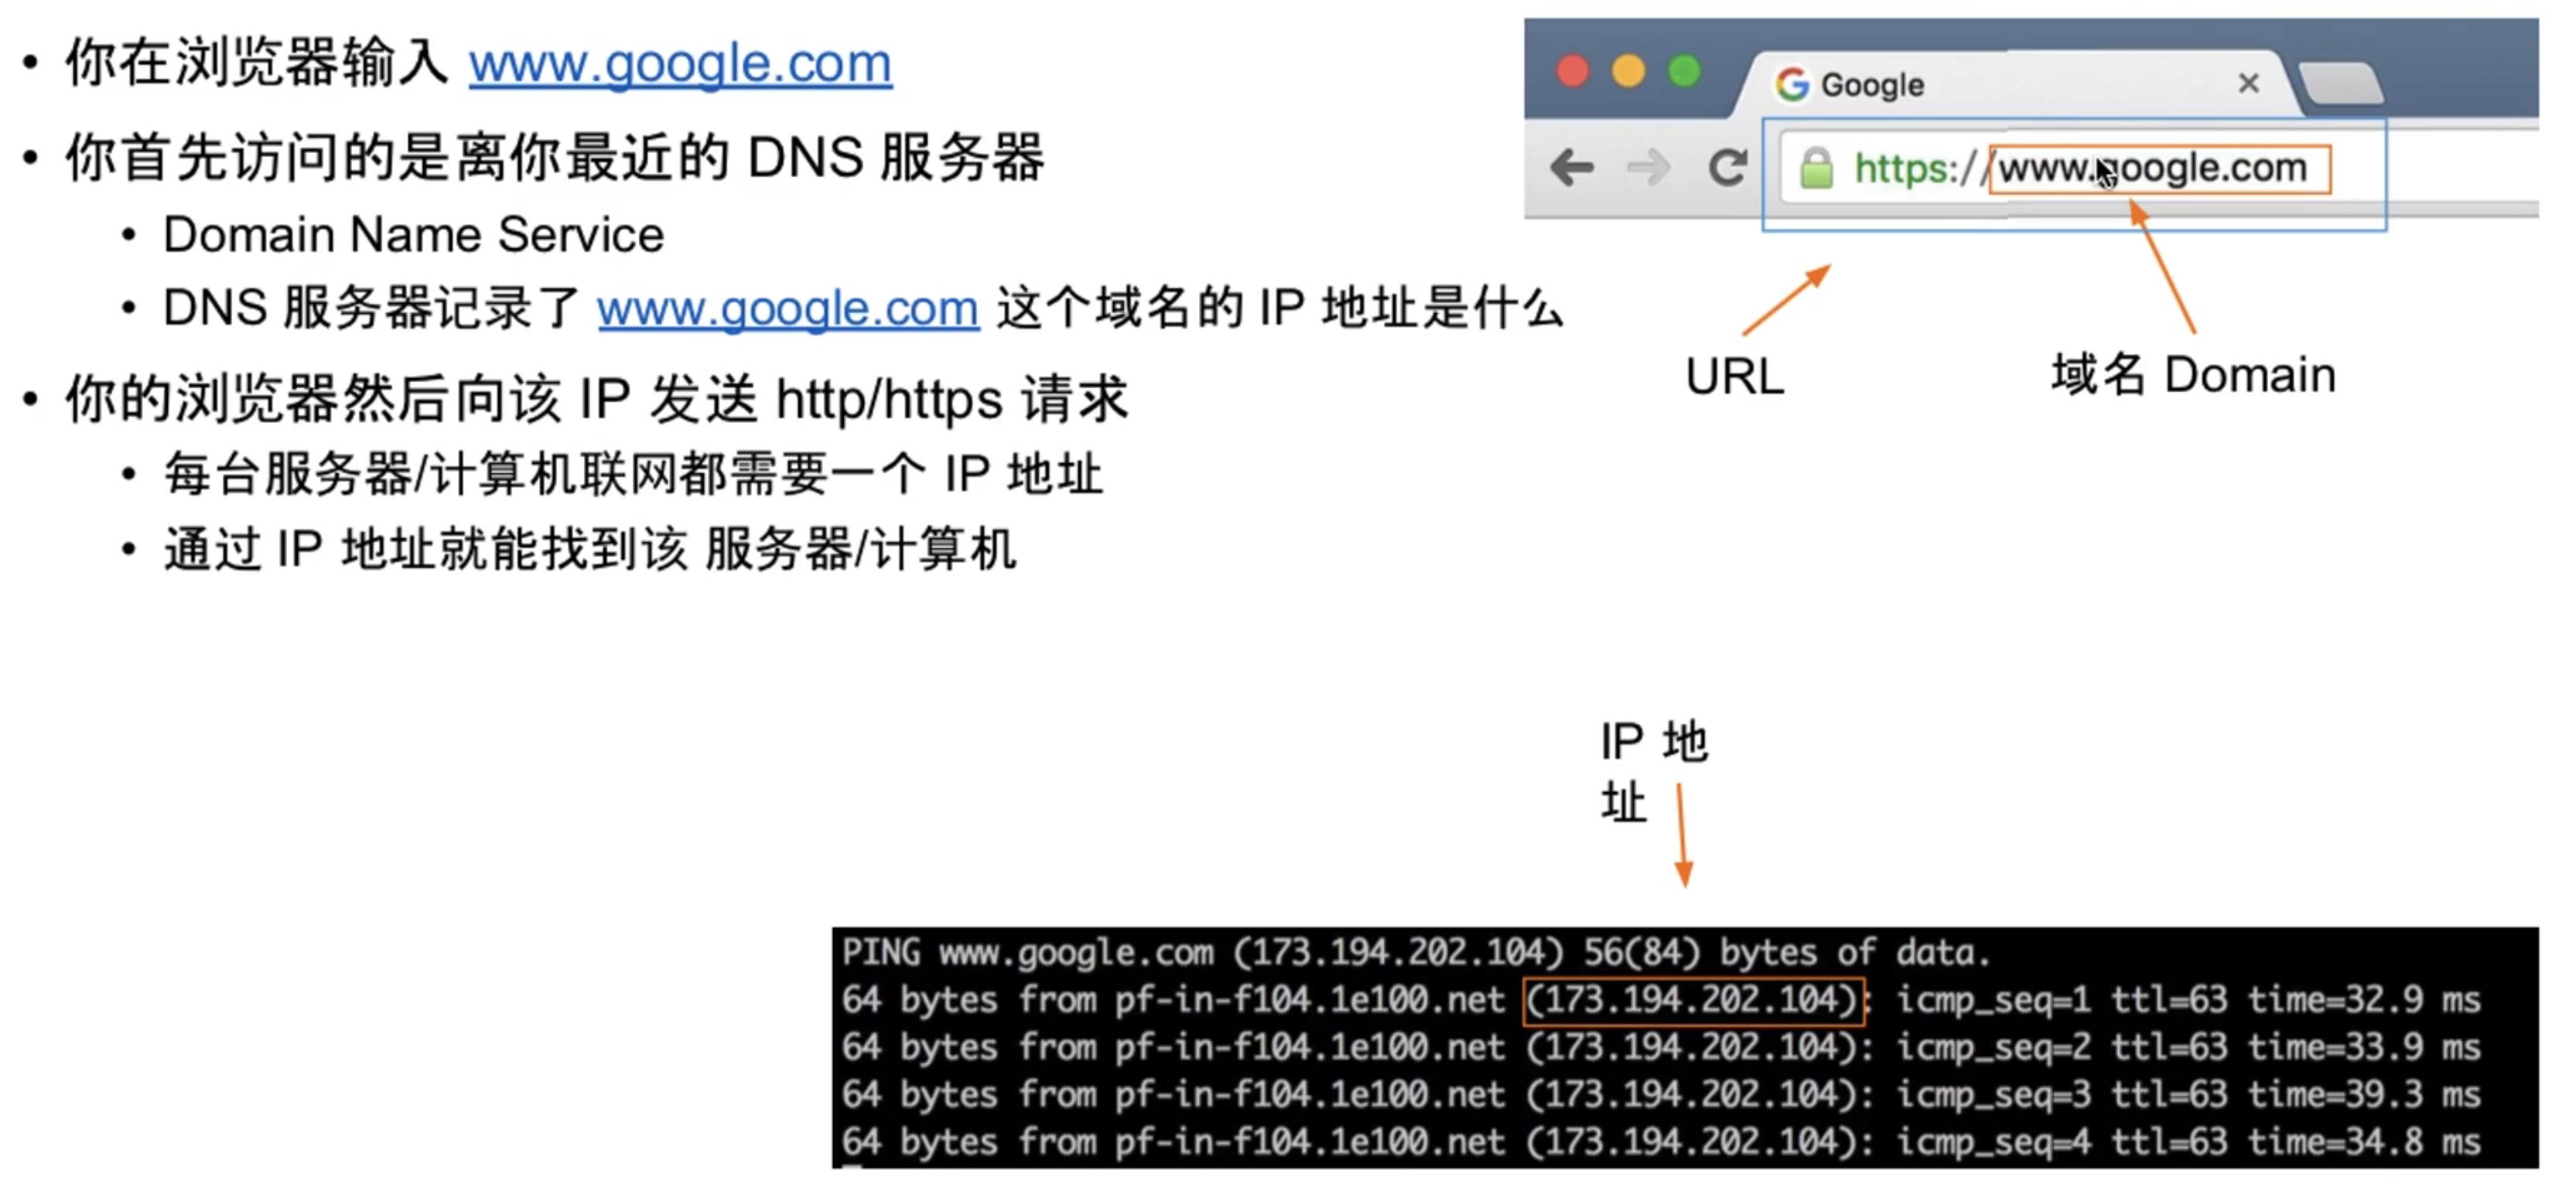 • 你在浏览器输入 www.google.com
• 你首先访问的是离你最近的 DNS 服务器
• Domain Name Service
• DNS 服务器记录了 www.google.com 这个域名的 IP 地址是什么
• 你的浏览器然后向该 IP 发送 http/https 请求
• 每台服务器/计算机联网都需要一个 IP 地址
• 通过 IP 地址就能找到该 服务器/计算机
Google
https://www.google.com
URL
域名 Domain
IP 地
址
PING www.google.com (173.194.202.104) 56(84) bytes of data.
64 bytes from pf-in-f104.1e100.net (173.194.202.104): icmp_seq=1 ttl=63 time=32.9 ms
64 bytes from pf-in-f104.1e100.net (173.194.202.104): icmp_seq=2 ttl=63 time=33.9 ms
64 bytes from pf-in-f104.1e100.net (173.194.202.104): icmp_seq=3 ttl=63 time=39.3 ms
64 bytes from pf-in-f104.1e100.net (173.194.202.104): icmp_seq=4 ttl=63 time=34.8 ms